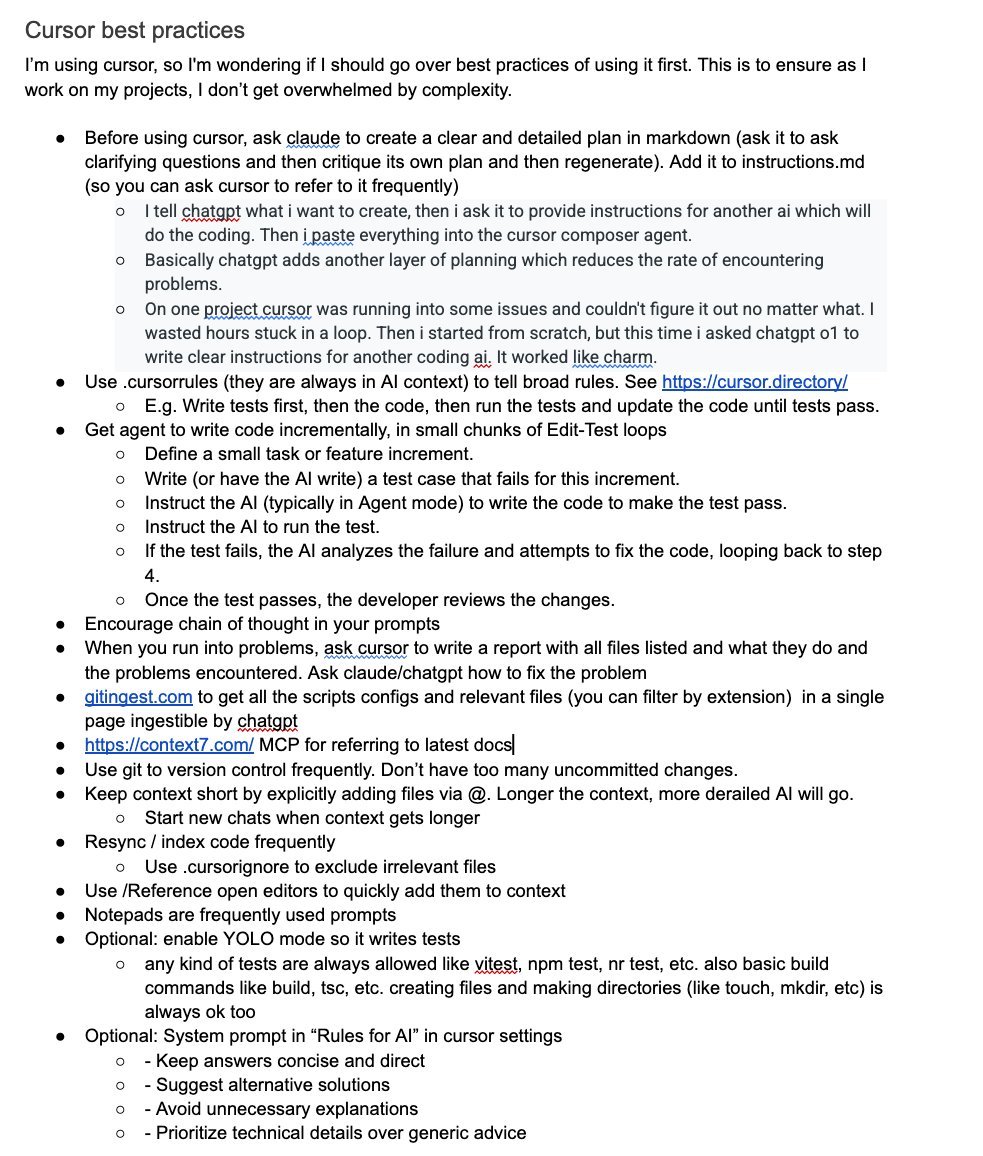 Cursor best practices
I'm using cursor, so I'm wondering if I should go over best practices of using it first. This is to ensure as I
work on my projects, I don't get overwhelmed by complexity.
● Before using cursor, ask claude to create a clear and detailed plan in markdown (ask it to ask
clarifying questions and then critique its own plan and then regenerate). Add it to instructions.md
(so you can ask cursor to refer to it frequently)
○ I tell chatgpt what i want to create, then i ask it to provide instructions for another ai which will
do the coding. Then i paste everything into the cursor composer agent.
○ Basically chatgpt adds another layer of planning which reduces the rate of encountering
problems.
○ On one project cursor was running into some issues and couldn't figure it out no matter what. I
wasted hours stuck in a loop. Then i started from scratch, but this time i asked chatgpt o1 to
write clear instructions for another coding ai. It worked like charm.
● Use .cursorrules (they are always in AI context) to tell broad rules. See https://cursor.directory/
○ E.g. Write tests first, then the code, then run the tests and update the code until tests pass.
● Get agent to write code incrementally, in small chunks of Edit-Test loops
○ Define a small task or feature increment.
○ Write (or have the AI write) a test case that fails for this increment.
○ Instruct the AI (typically in Agent mode) to write the code to make the test pass.
○ Instruct the AI to run the test.
○ If the test fails, the AI analyzes the failure and attempts to fix the code, looping back to step
4.
○ Once the test passes, the developer reviews the changes.
● Encourage chain of thought in your prompts
● When you run into problems, ask cursor to write a report with all files listed and what they do and
the problems encountered. Ask claude/chatgpt how to fix the problem
● gitingest.com to get all the scripts configs and relevant files (you can filter by extension)  in a single
page ingestible by chatgpt
● https://context7.com/ MCP for referring to latest docs
● Use git to version control frequently. Don't have too many uncommitted changes.
● Keep context short by explicitly adding files via @. Longer the context, more derailed AI will go.
○ Start new chats when context gets longer
● Resync / index code frequently
○ Use .cursorignore to exclude irrelevant files
● Use /Reference open editors to quickly add them to context
● Notepads are frequently used prompts
● Optional: enable YOLO mode so it writes tests
○ any kind of tests are always allowed like vitest, npm test, nr test, etc. also basic build
commands like build, tsc, etc. creating files and making directories (like touch, mkdir, etc) is
always ok too
● Optional: System prompt in “Rules for AI” in cursor settings
○ - Keep answers concise and direct
○ - Suggest alternative solutions
○ - Avoid unnecessary explanations
○ - Prioritize technical details over generic advice